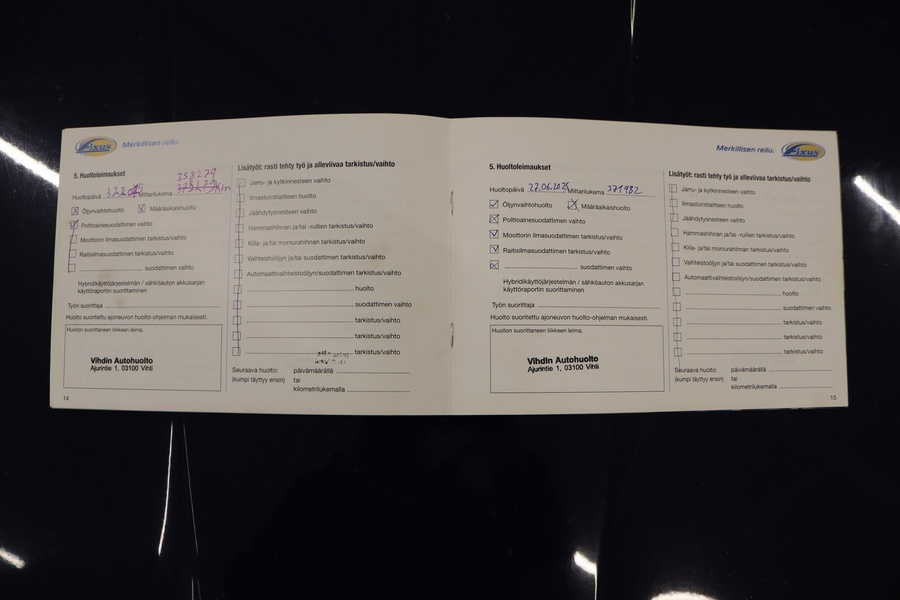 Fixus Merkillisen reilu.
5. Huoltoleimaukset
358279
Huoltopäivä Mittarilukema
Öljynvaihtohuolto Määräaikaishuolto
Polttoainesuodattimen vaihto
Moottorin ilmasuodattimen tarkistus/vaihto
Raitisilmasuodattimen tarkistus/vaihto
suodattimen vaihto
Hybridikäyttöjärjestelmän / sähköauton akkusarjan
käyttöraportin suorittaminen
Työn suorittaja
Huolto suoritettu ajoneuvon huolto-ohjelman mukaisesti.
Huollon suorittaneen liikkeen leima.
Vihdin Autohuolto
Ajurintie 1, 03100 Vihti
14
Lisätyöt: rasti tehty työ ja alleviivaa tarkistus/vaihto
Jarru- ja kytkinnesteen vaihto
Ilmastointilaitteen huolto
Jäähdytysnesteen vaihto
Hammashihnan ja/tai -rullien tarkistus/vaihto
Kiila- ja/tai moniurahihnan tarkistus/vaihto
Vaihteistoöljyn ja/tai suodattimen tarkistus/vaihto
Automaattivaihteistoöljyn/suodattimen tarkistus/vaihto
huolto
suodattimen vaihto
tarkistus/vaihto
tarkistus/vaihto
tarkistus/vaihto
Seuraava huolto: päivämäärällä
(kumpi täyttyy ensin) tai
kilometrilukemalla
Merkillisen reilu. Fixus
5. Huoltoleimaukset
Huoltopäivä 27.06.2025 Mittarilukema 371982
Öljynvaihtohuolto Määräaikaishuolto
Polttoainesuodattimen vaihto
Moottorin ilmasuodattimen tarkistus/vaihto
Raitisilmasuodattimen tarkistus/vaihto
suodattimen vaihto
Hybridikäyttöjärjestelmän / sähköauton akkusarjan
käyttöraportin suorittaminen
Työn suorittaja
Huolto suoritettu ajoneuvon huolto-ohjelman mukaisesti.
Huollon suorittaneen liikkeen leima.
Vihdin Autohuolto
Ajurintie 1, 03100 Vihti
Lisätyöt: rasti tehty työ ja alleviivaa tarkistus/vaihto
Jarru- ja kytkinnesteen vaihto
Ilmastointilaitteen huolto
Jäähdytysnesteen vaihto
Hammashihnan ja/tai -rullien tarkistus/vaihto
Kiila- ja/tai moniurahihnan tarkistus/vaihto
Vaihteistoöljyn ja/tai suodattimen tarkistus/vaihto
Automaattivaihteistoöljyn/suodattimen tarkistus/vaihto
huolto
suodattimen vaihto
tarkistus/vaihto
tarkistus/vaihto
tarkistus/vaihto
Seuraava huolto: päivämäärällä
(kumpi täyttyy ensin) tai
kilometrilukemalla
15